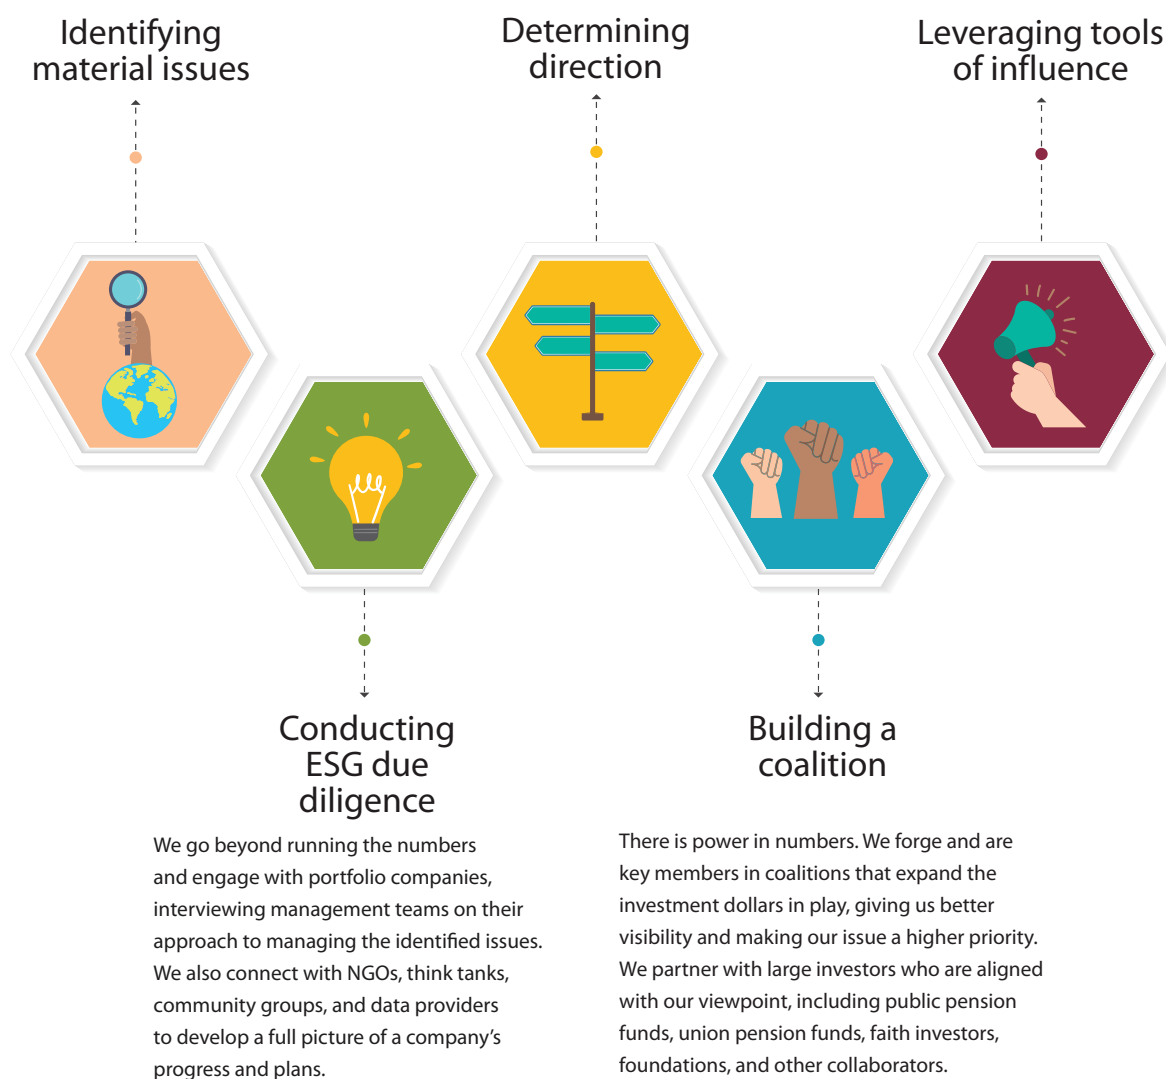 Identifying
material issues
Determining
direction
Leveraging tools
of influence
Conducting
ESG due
diligence
We go beyond running the numbers
and engage with portfolio companies,
interviewing management teams on their
approach to managing the identified issues.
We also connect with NGOs, think tanks,
community groups, and data providers
to develop a full picture of a company’s
progress and plans.
Building a
coalition
There is power in numbers. We forge and are
key members in coalitions that expand the
investment dollars in play, giving us better
visibility and making our issue a higher priority.
We partner with large investors who are aligned
with our viewpoint, including public pension
funds, union pension funds, faith investors,
foundations, and other collaborators.